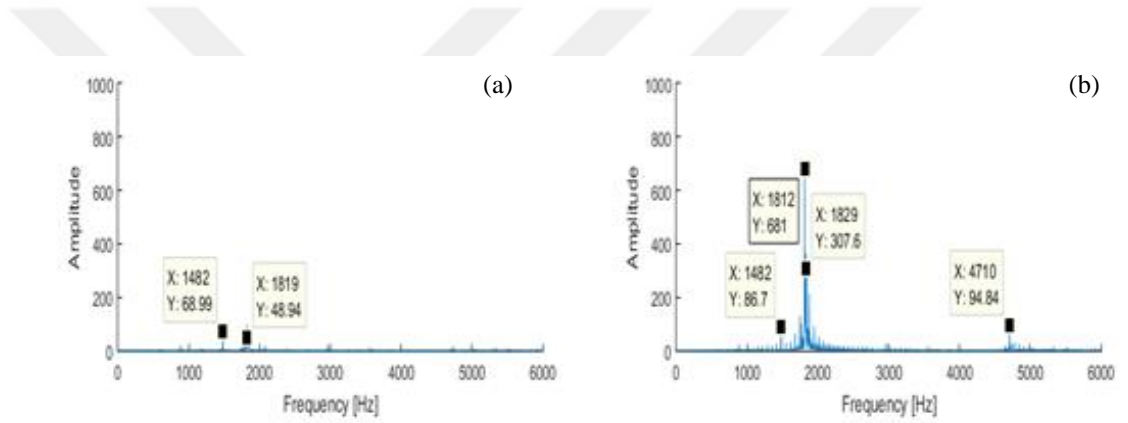 (a)
1000
800
600
400
200
0
Amplitude
X: 1482
Y: 68.99
X: 1819
Y: 48.94
0 1000 2000 3000 4000 5000 6000
Frequency [Hz]
(b)
1000
800
600
400
200
0
Amplitude
X: 1812
Y: 681
X: 1829
Y: 307.6
X: 1482
Y: 86.7
X: 4710
Y: 94.84
0 1000 2000 3000 4000 5000 6000
Frequency [Hz]